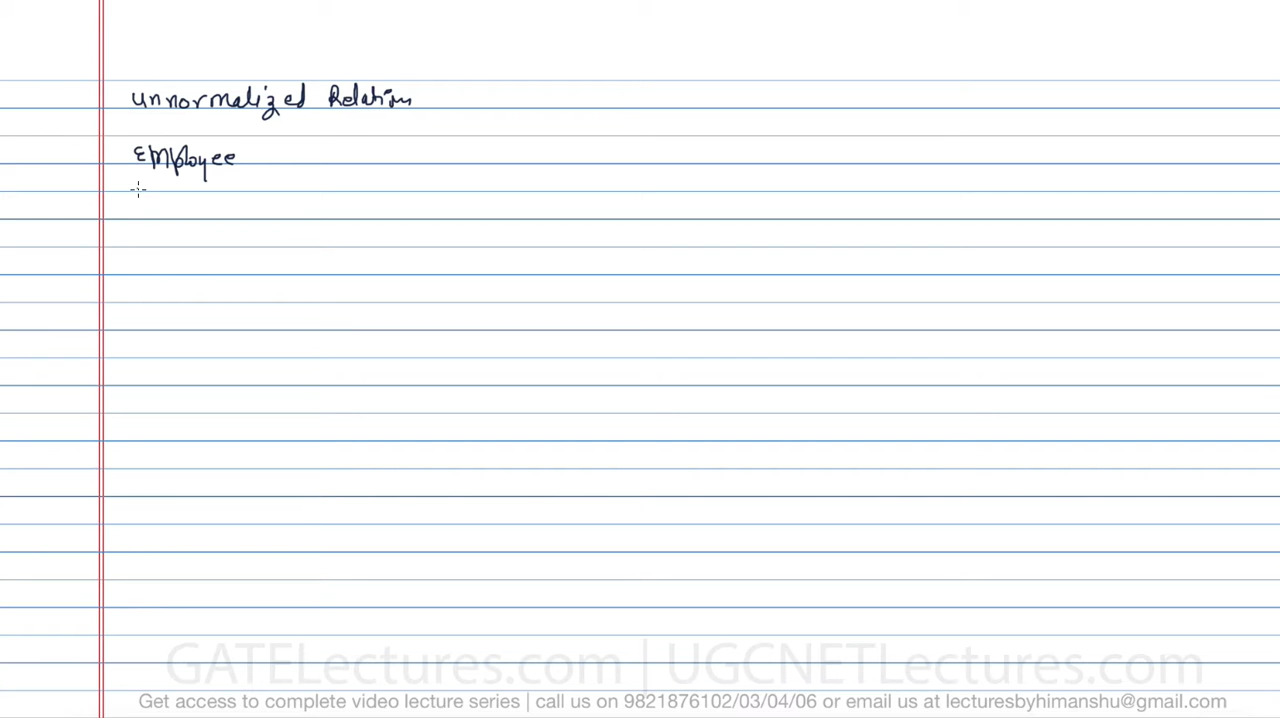 unnormalized Relation
Employee
GATELectures.com | UGCNETLectures.com
Get access to complete video lecture series | call us on 9821876102/03/04/06 or email us at lecturesbyhimanshu@gmail.com